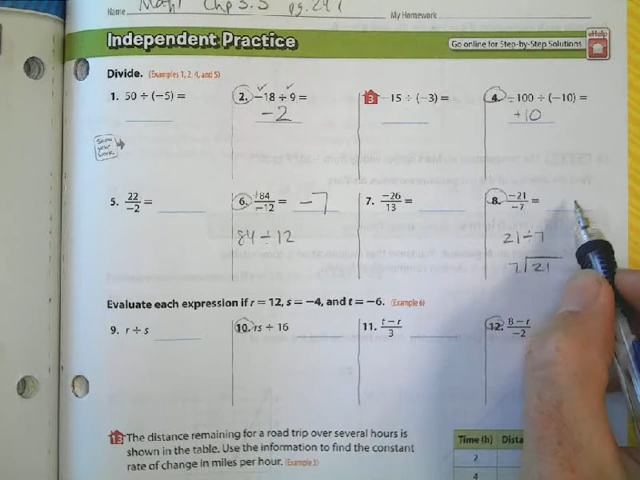 Math Chp 3.5 pg. 241
Name My Homework
Independent Practice
Go online for Step-by-Step Solutions
eHelp
Divide. (Examples 1, 2, 4, and 5)
1. 50 ÷ (−5) =
2. −18 ÷ 9 =
3 −15 ÷ (−3) =
4. −100 ÷ (−10) =
−2
+10
Show your work.
5. 22/−2 =
6. 84/−12 = −7
7. −26/13 =
8. −21/−7 =
84 ÷ 12
21 ÷ 7
7 21
Evaluate each expression if r = 12, s = −4, and t = −6. (Example 6)
9. r ÷ s
10. rs ÷ 16
11. t − r/3
12. 8 − r/−2
13 The distance remaining for a road trip over several hours is
shown in the table. Use the information to find the constant
rate of change in miles per hour. (Example 3)
Time (h) Dista
2
4